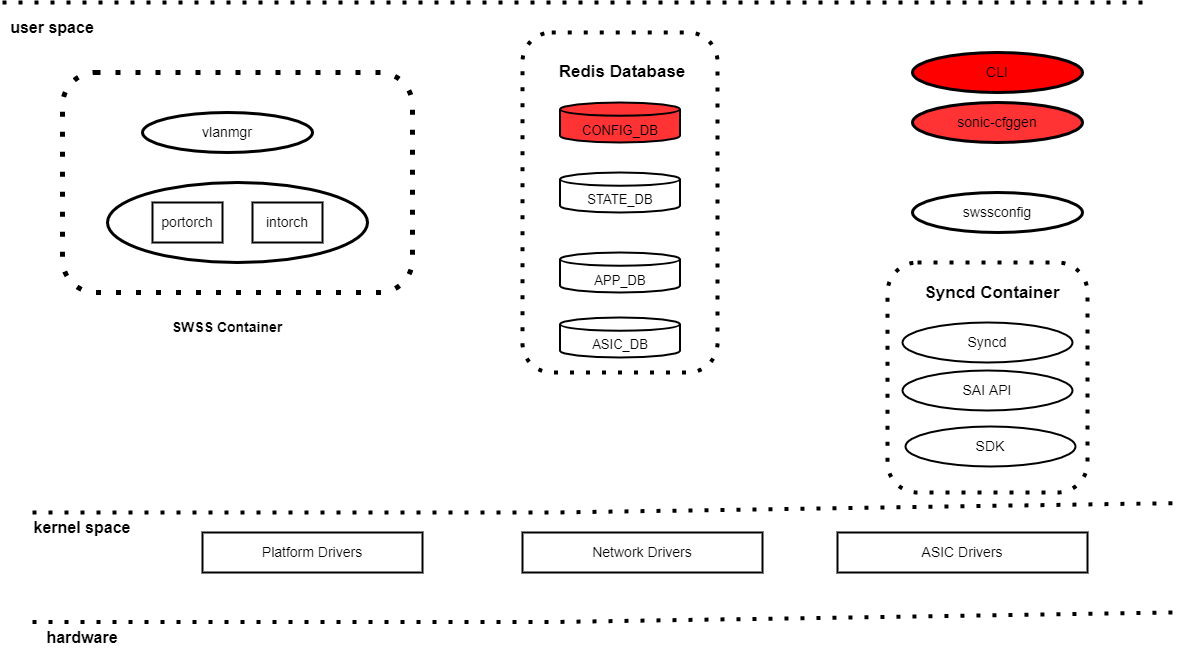 user space
vlanmgr
portorch
intorch
SWSS Container
Redis Database
CONFIG_DB
STATE_DB
APP_DB
ASIC_DB
CLI
sonic-cfggen
swssconfig
Syncd Container
Syncd
SAI API
SDK
kernel space
Platform Drivers
Network Drivers
ASIC Drivers
hardware